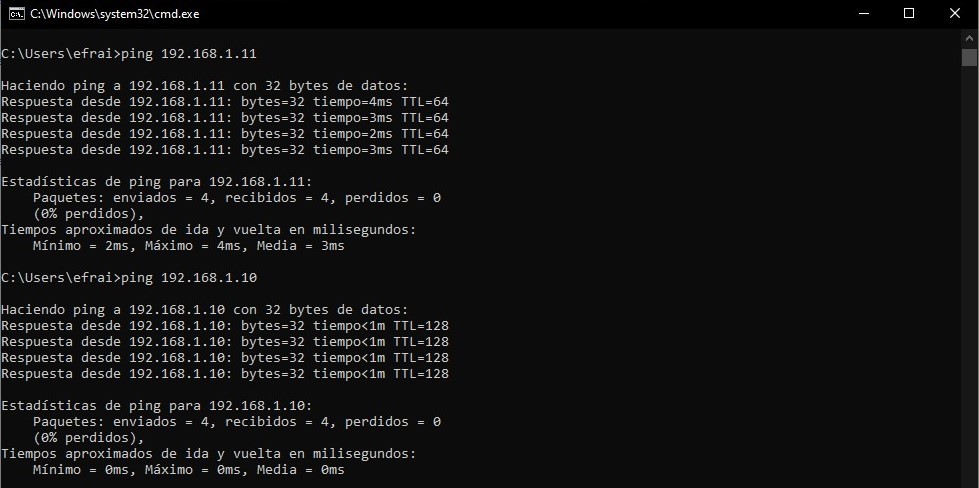 C:\Windows\system32\cmd.exe
C:\Users\efrai>ping 192.168.1.11
Haciendo ping a 192.168.1.11 con 32 bytes de datos:
Respuesta desde 192.168.1.11: bytes=32 tiempo=4ms TTL=64
Respuesta desde 192.168.1.11: bytes=32 tiempo=3ms TTL=64
Respuesta desde 192.168.1.11: bytes=32 tiempo=2ms TTL=64
Respuesta desde 192.168.1.11: bytes=32 tiempo=3ms TTL=64
Estadísticas de ping para 192.168.1.11:
    Paquetes: enviados = 4, recibidos = 4, perdidos = 0
    (0% perdidos),
Tiempos aproximados de ida y vuelta en milisegundos:
    Mínimo = 2ms, Máximo = 4ms, Media = 3ms
C:\Users\efrai>ping 192.168.1.10
Haciendo ping a 192.168.1.10 con 32 bytes de datos:
Respuesta desde 192.168.1.10: bytes=32 tiempo<1m TTL=128
Respuesta desde 192.168.1.10: bytes=32 tiempo<1m TTL=128
Respuesta desde 192.168.1.10: bytes=32 tiempo<1m TTL=128
Respuesta desde 192.168.1.10: bytes=32 tiempo<1m TTL=128
Estadísticas de ping para 192.168.1.10:
    Paquetes: enviados = 4, recibidos = 4, perdidos = 0
    (0% perdidos),
Tiempos aproximados de ida y vuelta en milisegundos:
    Mínimo = 0ms, Máximo = 0ms, Media = 0ms